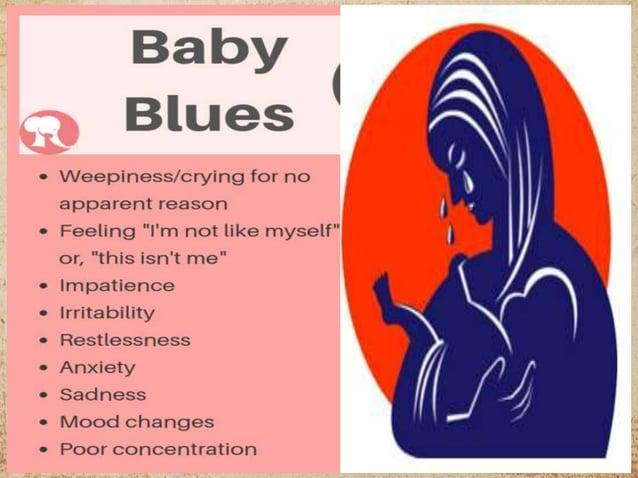 Baby
Blues
• Weepiness/crying for no
apparent reason
• Feeling "I'm not like myself"
or, "this isn't me"
• Impatience
• Irritability
• Restlessness
• Anxiety
• Sadness
• Mood changes
• Poor concentration